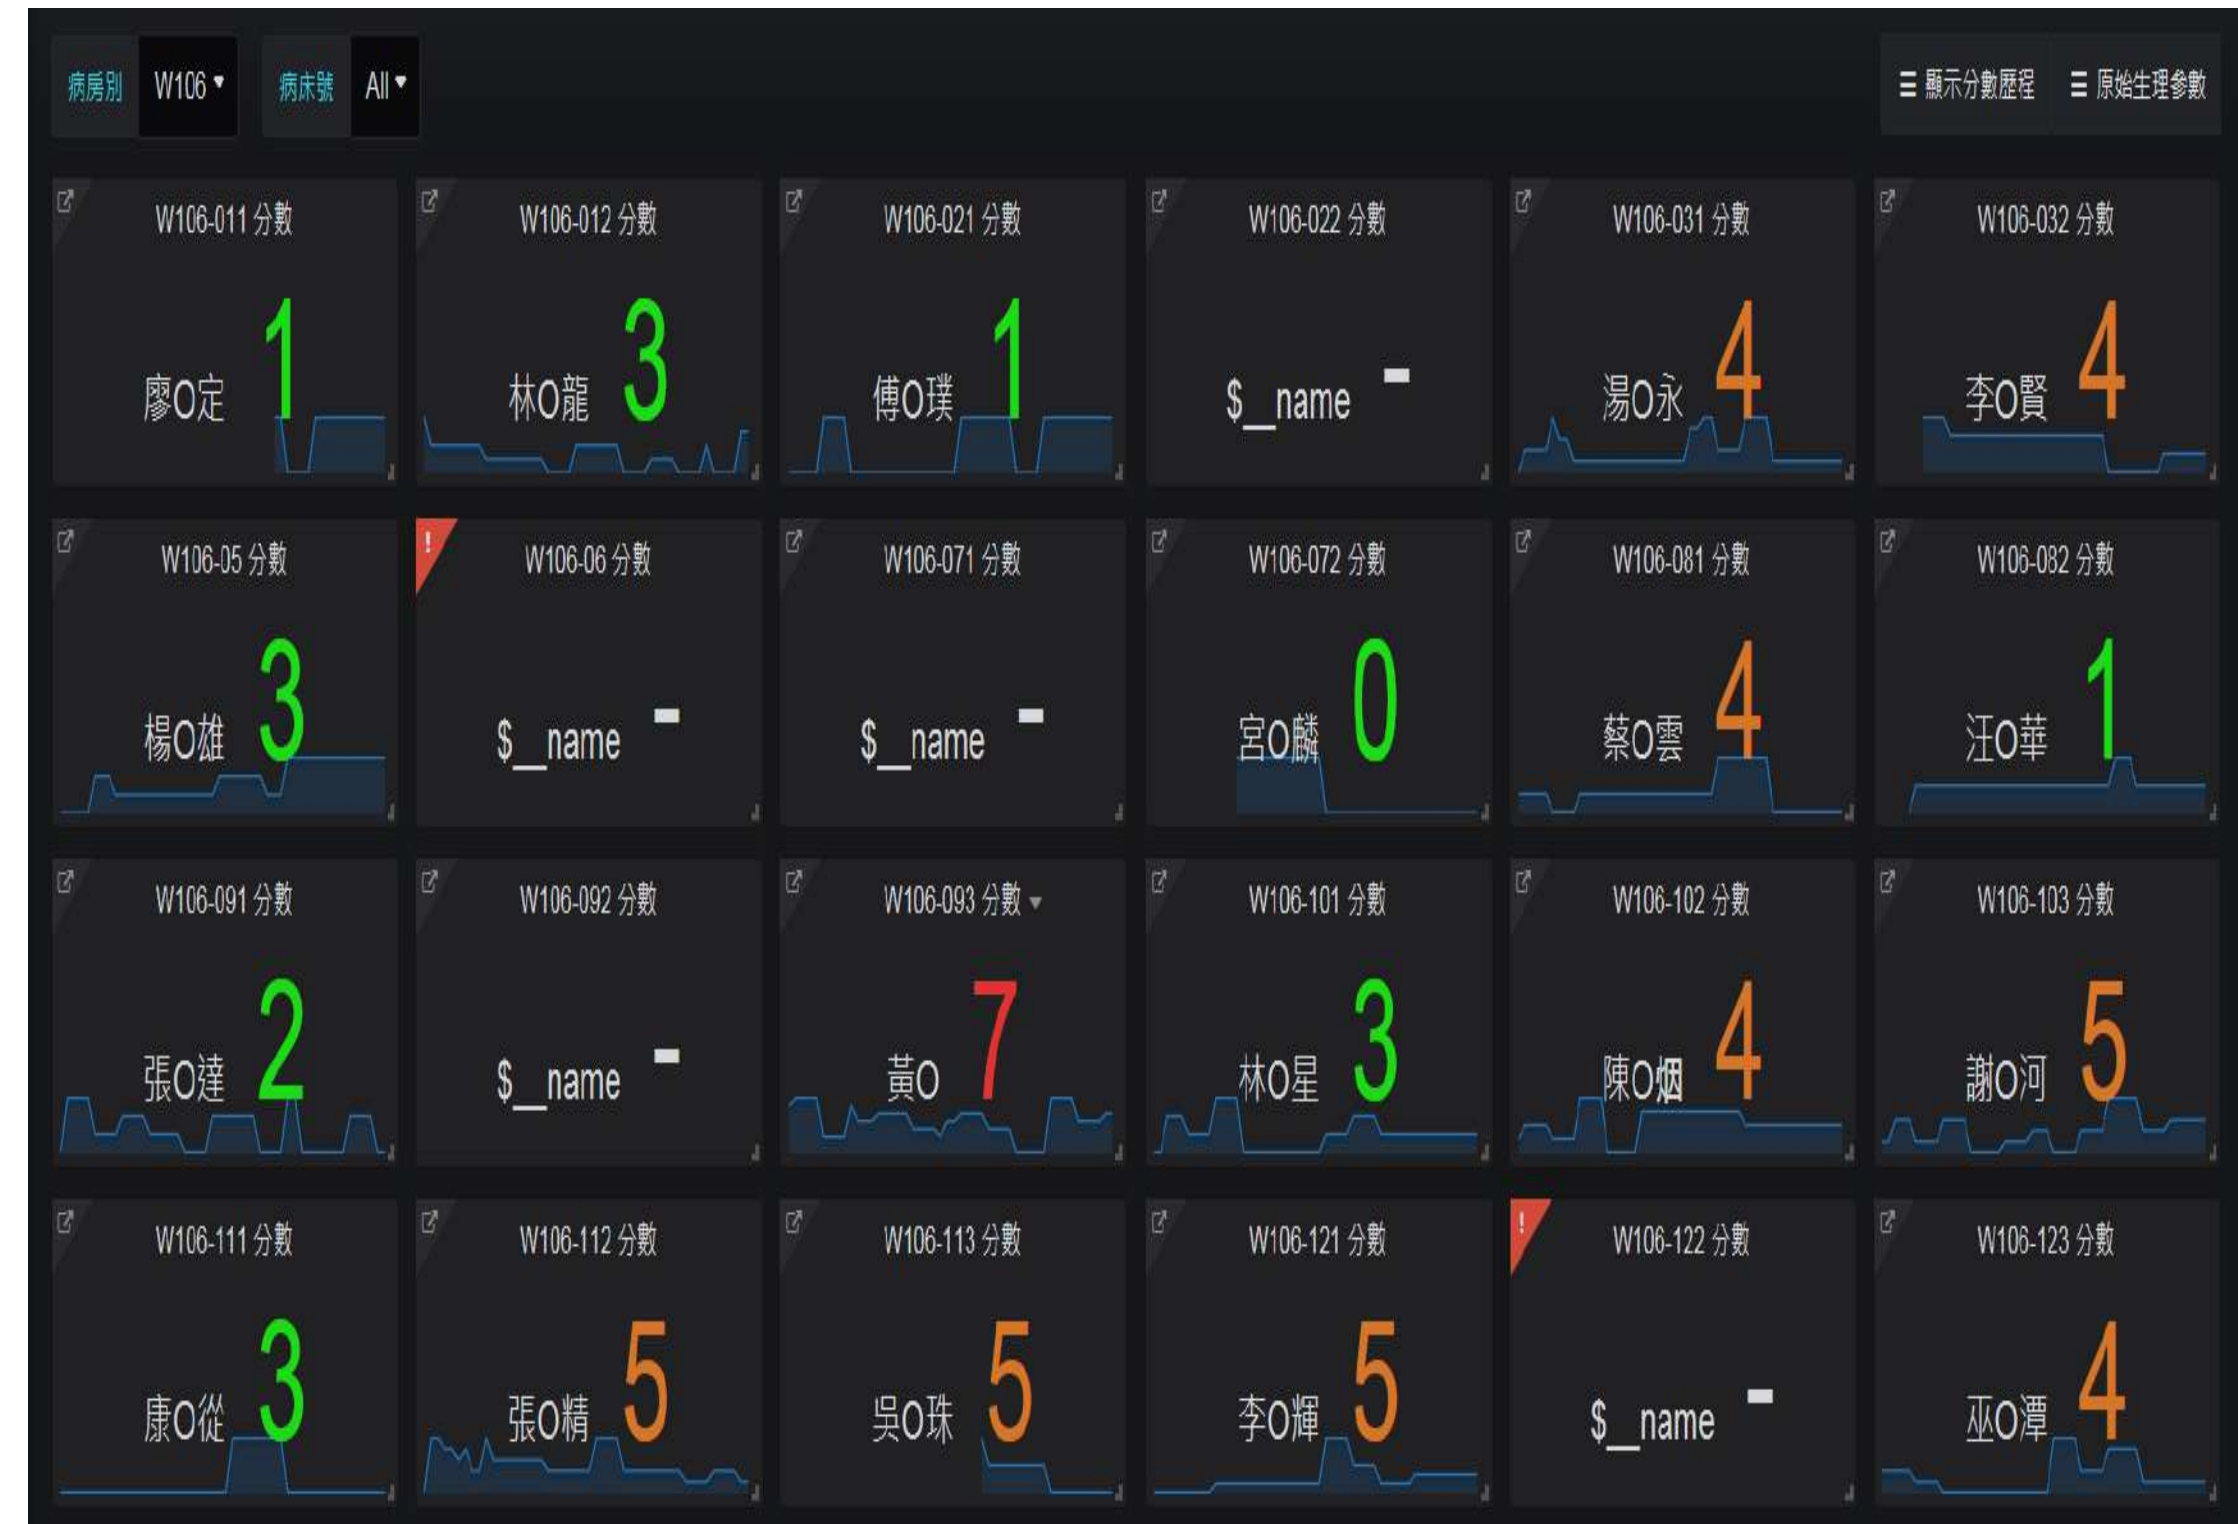 病房別 W106 病床號 All ☰ 顯示分數歷程 ☰ 原始生理參數
W106-011 分數
廖O定 1
W106-012 分數
林O龍 3
W106-021 分數
傅O璞 1
W106-022 分數
$__name -
W106-031 分數
湯O永 4
W106-032 分數
李O賢 4
W106-05 分數
楊O雄 3
!
W106-06 分數
$__name -
W106-071 分數
$__name -
W106-072 分數
宮O麟 0
W106-081 分數
蔡O雲 4
W106-082 分數
汪O華 1
W106-091 分數
張O達 2
W106-092 分數
$__name -
W106-093 分數
黃O 7
W106-101 分數
林O星 3
W106-102 分數
陳O烟 4
W106-103 分數
謝O河 5
W106-111 分數
康O從 3
W106-112 分數
張O精 5
W106-113 分數
吳O珠 5
W106-121 分數
李O輝 5
!
W106-122 分數
$__name -
W106-123 分數
巫O潭 4